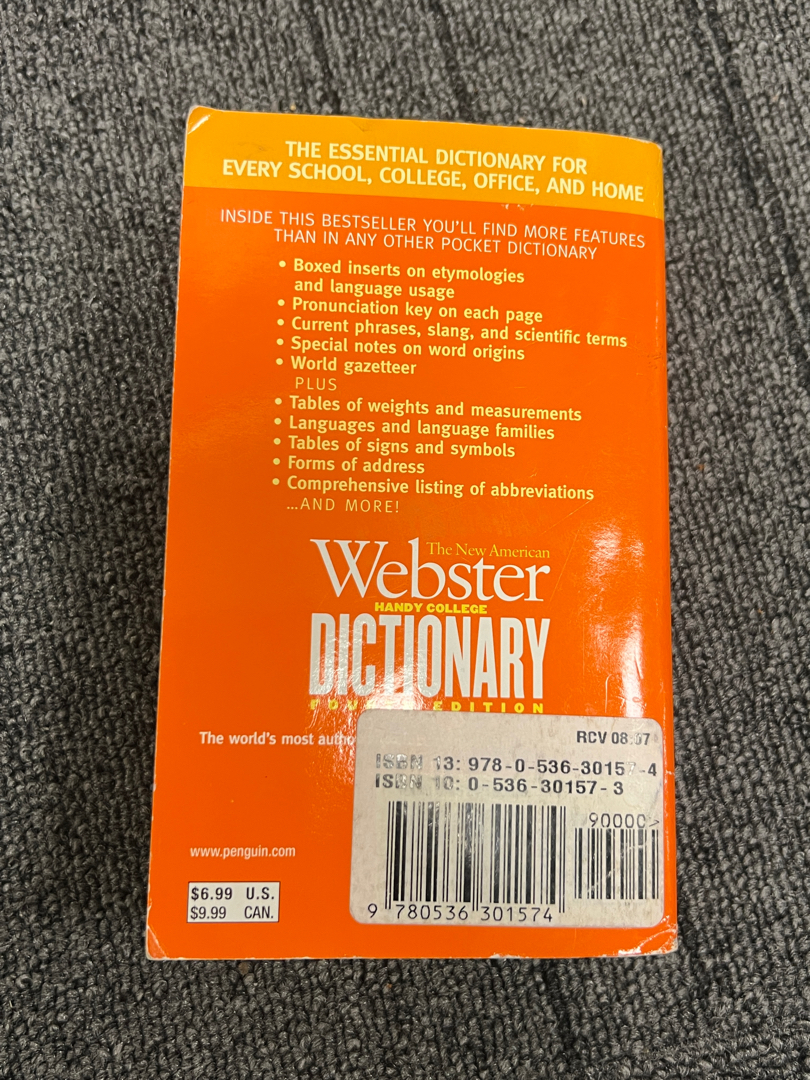 THE ESSENTIAL DICTIONARY FOR
EVERY SCHOOL, COLLEGE, OFFICE, AND HOME
INSIDE THIS BESTSELLER YOU'LL FIND MORE FEATURES
THAN IN ANY OTHER POCKET DICTIONARY
• Boxed inserts on etymologies
and language usage
• Pronunciation key on each page
• Current phrases, slang, and scientific terms
• Special notes on word origins
• World gazetteer
PLUS
• Tables of weights and measurements
• Languages and language families
• Tables of signs and symbols
• Forms of address
• Comprehensive listing of abbreviations
...AND MORE!
The New American
Webster
HANDY COLLEGE
DICTIONARY
EDITION
The world's most
RCV 08.07
ISBN 13: 978-0-536-30157-4
ISBN 10: 0-536-30157-3
90000>
9 780536 301574
www.penguin.com
$6.99 U.S.
$9.99 CAN.